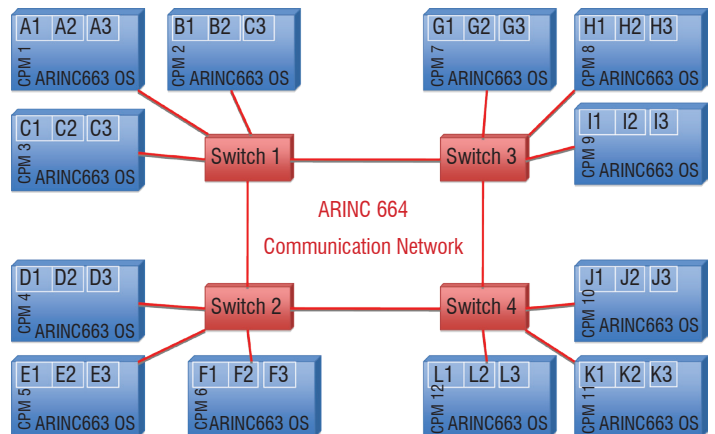 A1 A2 A3
CPM 1
ARINC663 OS
B1 B2 C3
CPM 2
ARINC663 OS
G1 G2 G3
CPM 7
ARINC663 OS
H1 H2 H3
CPM 8
ARINC663 OS
C1 C2 C3
CPM 3
ARINC663 OS
Switch 1
Switch 3
I1 I2 I3
CPM 9
ARINC663 OS
ARINC 664
Communication Network
D1 D2 D3
CPM 4
ARINC663 OS
Switch 2
Switch 4
J1 J2 J3
CPM 10
ARINC663 OS
E1 E2 E3
CPM 5
ARINC663 OS
F1 F2 F3
CPM 6
ARINC663 OS
L1 L2 L3
CPM 12
ARINC663 OS
K1 K2 K3
CPM 11
ARINC663 OS